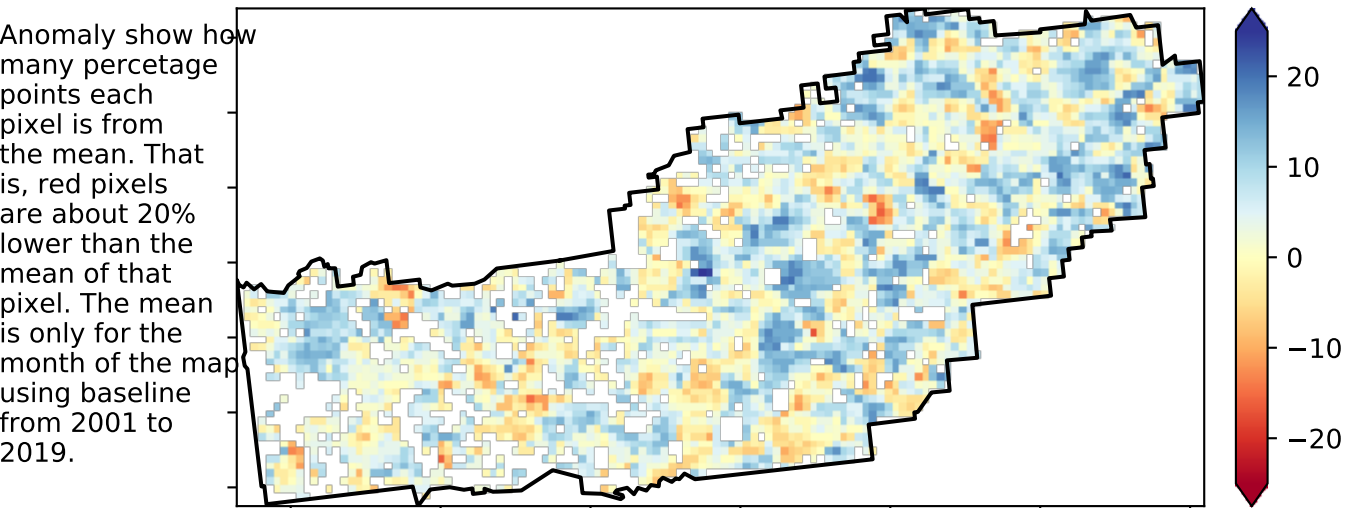 Anomaly show how
many percetage
points each
pixel is from
the mean. That
is, red pixels
are about 20%
lower than the
mean of that
pixel. The mean
is only for the
month of the map
using baseline
from 2001 to
2019.
20
10
0
−10
−20